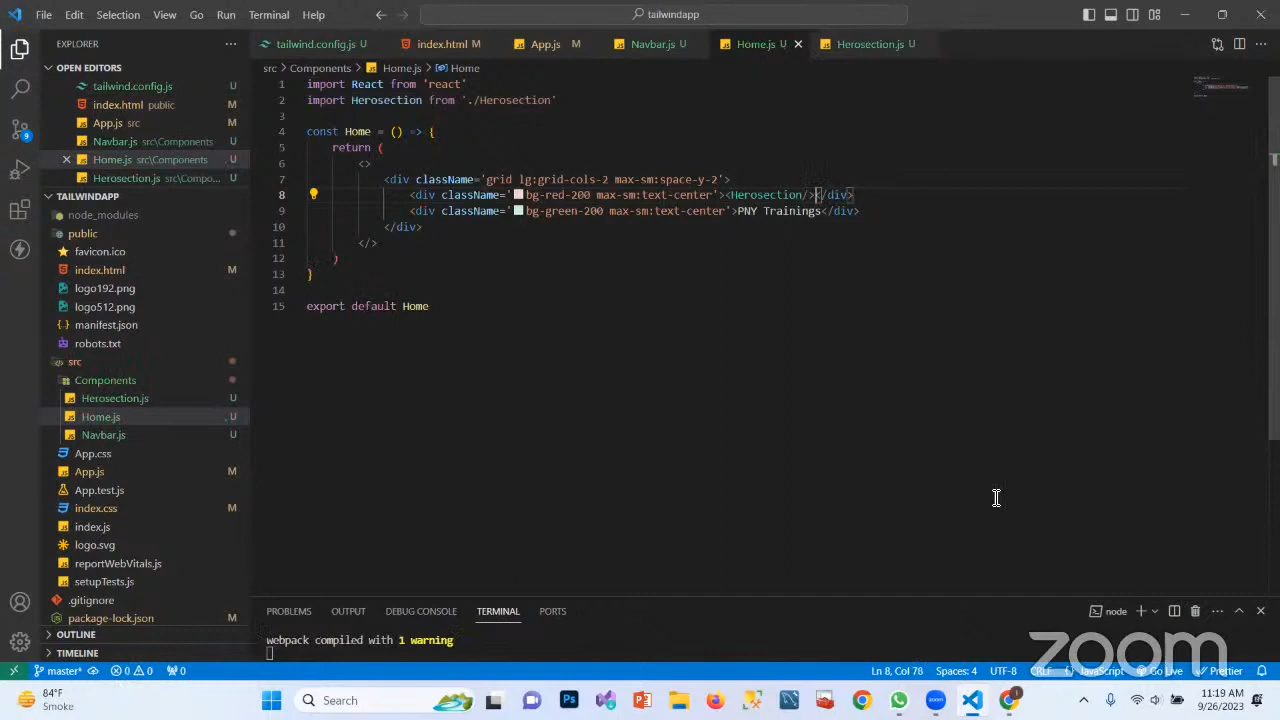 File Edit Selection View Go Run Terminal Help
tailwindapp
EXPLORER
OPEN EDITORS
tailwind.config.js U
index.html public M
App.js src M
Navbar.js src\Components U
Home.js src\Components U
Herosection.js src\Compo... U
TAILWINDAPP
node_modules
public
favicon.ico
index.html M
logo192.png
logo512.png
manifest.json
robots.txt
src
Components
Herosection.js U
Home.js U
Navbar.js U
App.css
App.js M
App.test.js
index.css M
index.js
logo.svg
reportWebVitals.js
setupTests.js
.gitignore
package-lock.json M
OUTLINE
TIMELINE
tailwind.config.js U index.html M App.js M Navbar.js U Home.js U Herosection.js U
src > Components > Home.js > Home
1 import React from 'react'
2 import Herosection from './Herosection'
3
4 const Home = () => {
5 return (
6 <>
7 <div className='grid lg:grid-cols-2 max-sm:space-y-2'>
8 <div className='bg-red-200 max-sm:text-center'><Herosection/></div>
9 <div className='bg-green-200 max-sm:text-center'>PNY Trainings</div>
10 </div>
11 </>
12 )
13 }
14
15 export default Home
PROBLEMS OUTPUT DEBUG CONSOLE TERMINAL PORTS
node
webpack compiled with 1 warning
zoom
9
master* 0 0 0 Ln 8, Col 78 Spaces: 4 UTF-8 CRLF JavaScript Go Live Prettier
84°F
Smoke
Search
11:19 AM
9/26/2023